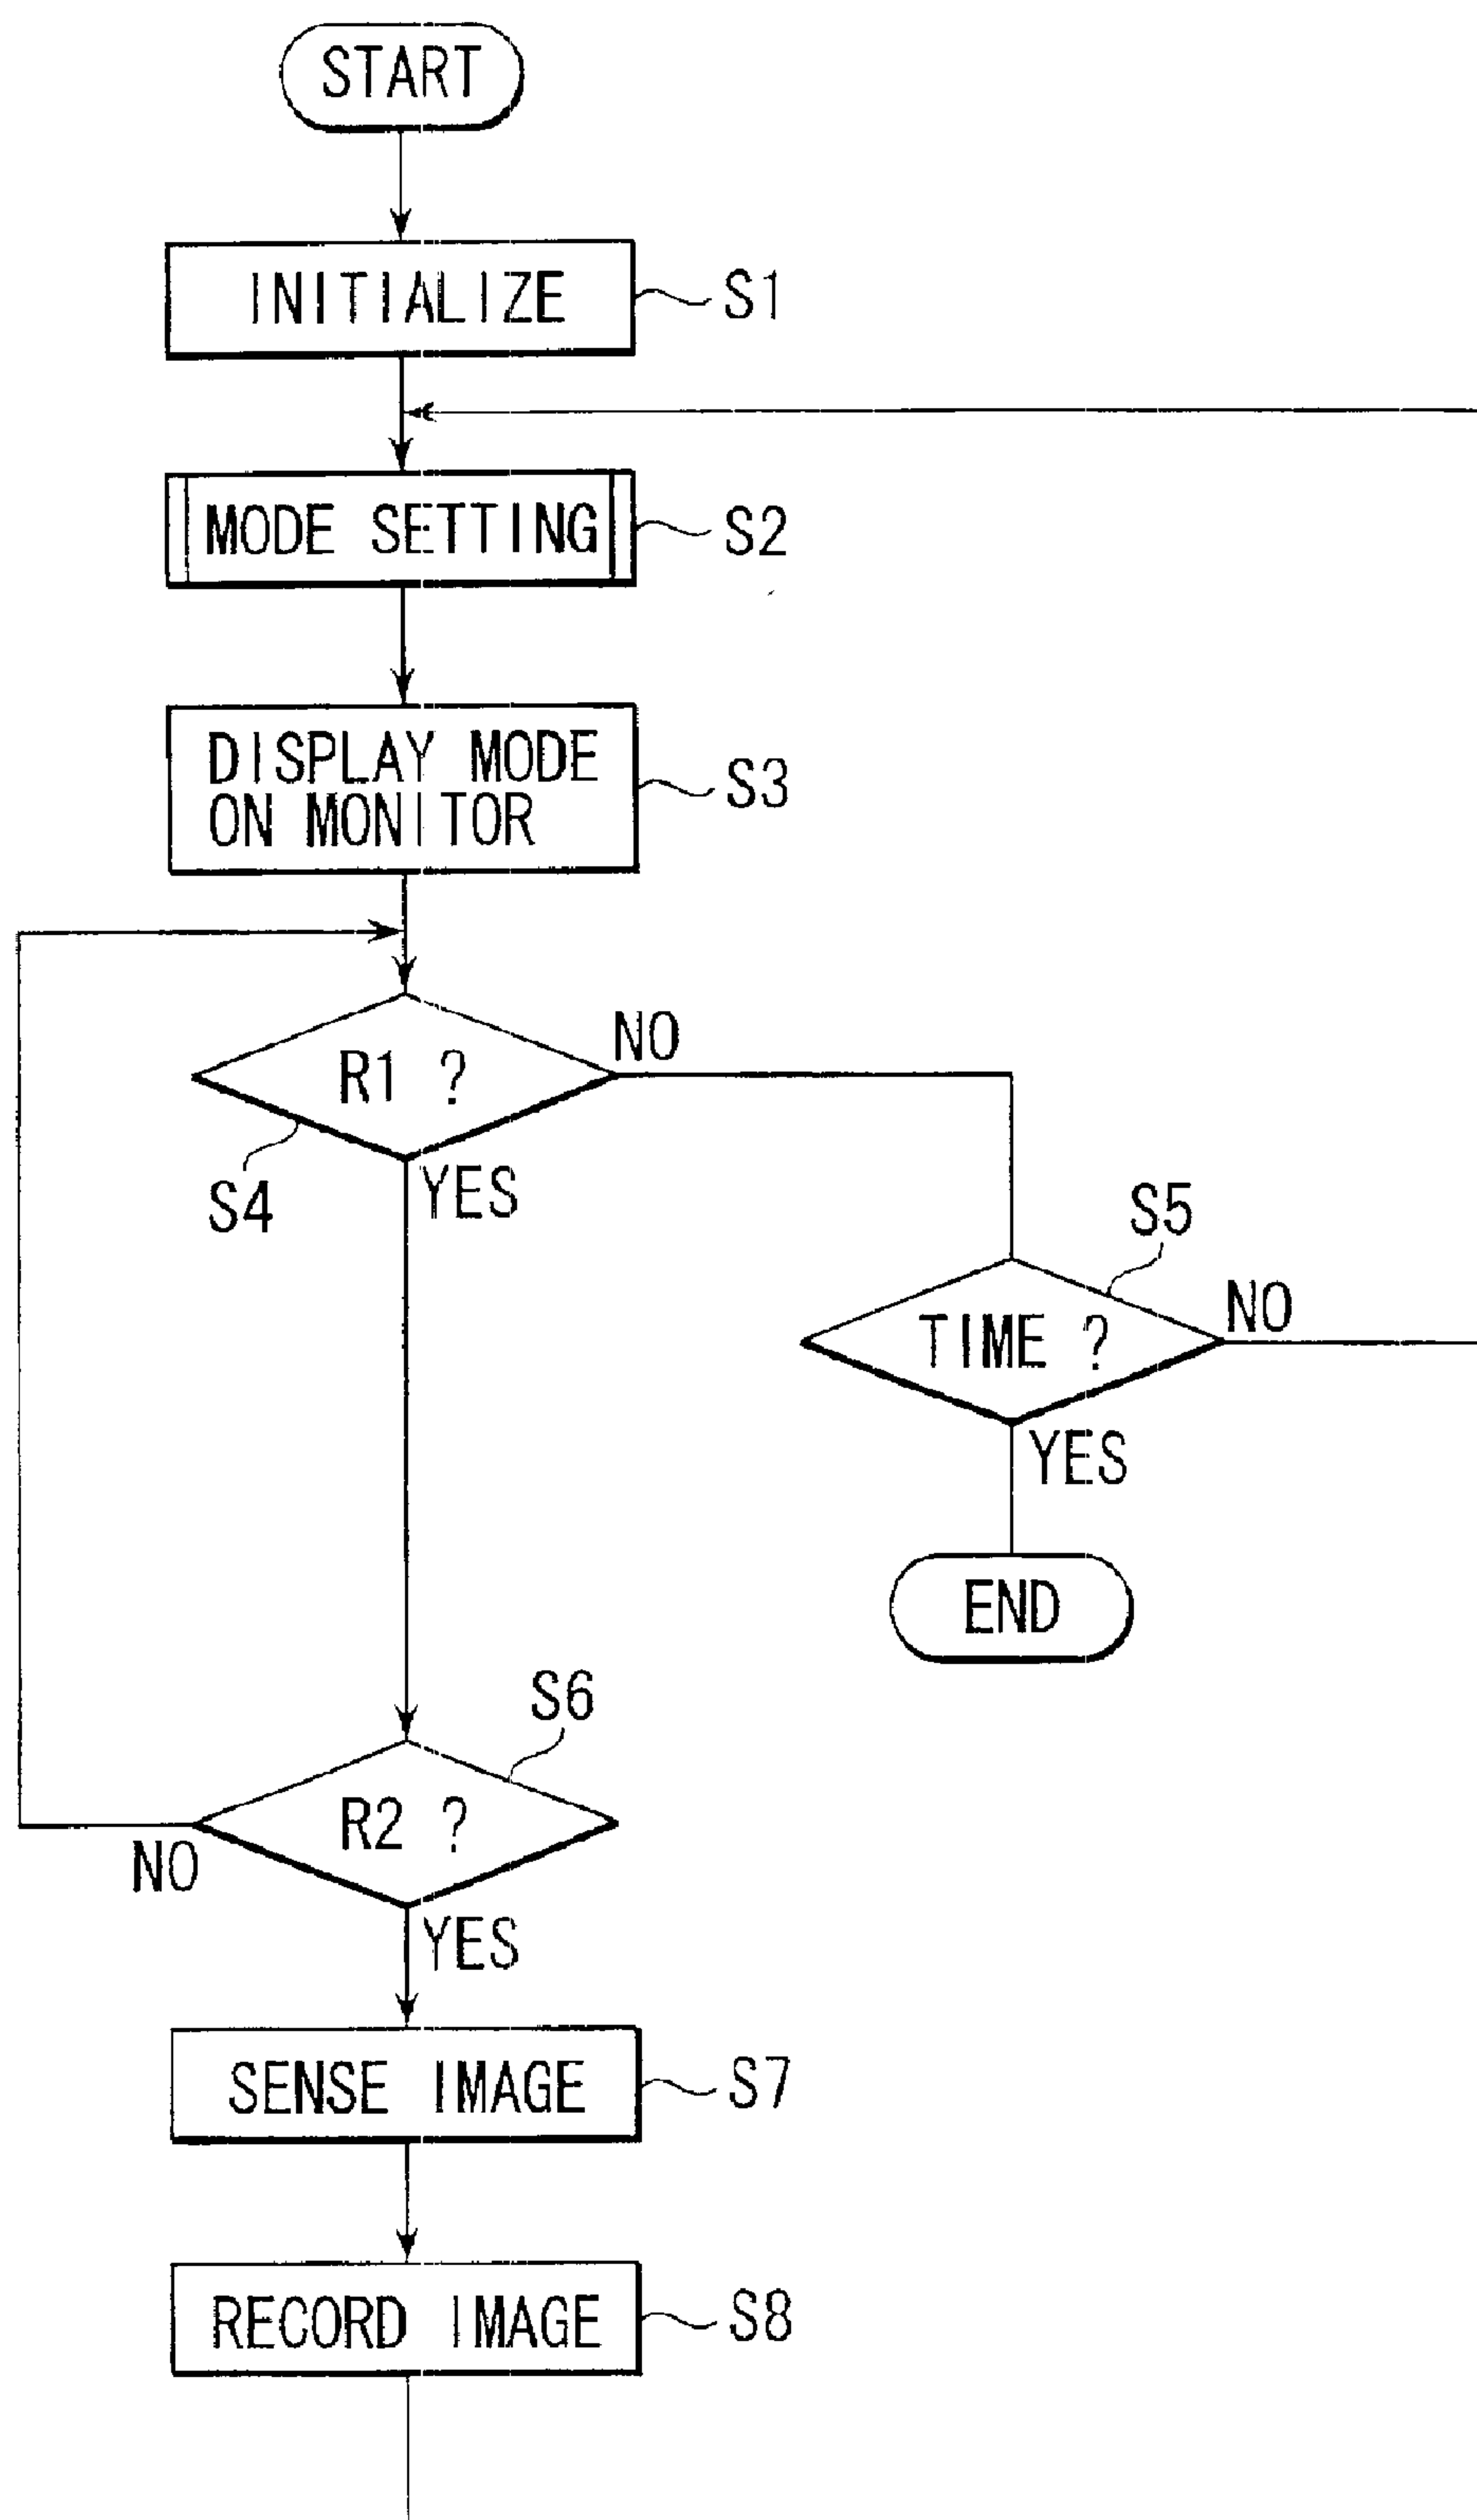 START
INITIALIZE
S1
MODE SETTING
S2
DISPLAY MODE
ON MONITOR
S3
R1 ?
NO
S4
YES
S5
TIME ?
NO
YES
END
S6
R2 ?
NO
YES
SENSE IMAGE
S7
RECORD IMAGE
S8